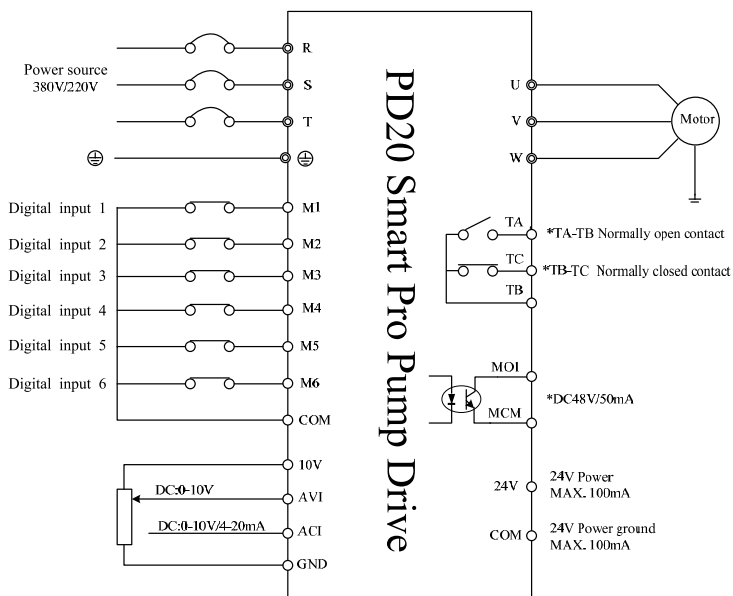 Power source
380V/220V
R
S
T
Digital input 1
M1
Digital input 2
M2
Digital input 3
M3
Digital input 4
M4
Digital input 5
M5
Digital input 6
M6
COM
10V
DC:0-10V
AVI
DC:0-10V/4-20mA
ACI
GND
PD20 Smart Pro Pump Drive
U
V
W
Motor
TA
*TA-TB Normally open contact
TC
*TB-TC Normally closed contact
TB
MO1
*DC48V/50mA
MCM
24V
24V Power
MAX. 100mA
COM
24V Power ground
MAX. 100mA